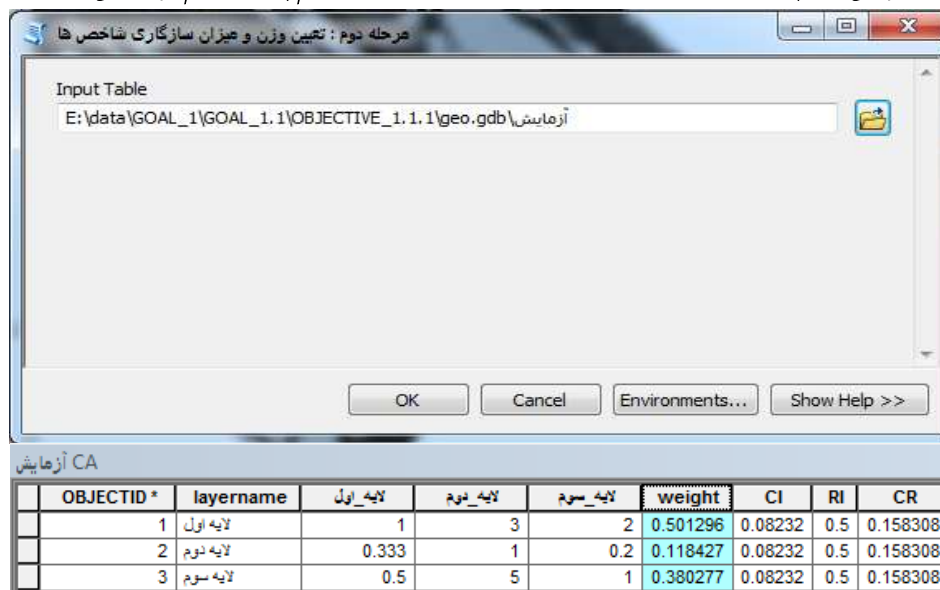 مرحله دوم : تعیین وزن و میزان سازگاری شاخص ها
Input Table
E:\data\GOAL_1\GOAL_1.1\OBJECTIVE_1.1.1\geo.gdb\آزمایش
OK Cancel Environments... Show Help >>
آزمایش CA
OBJECTID * layername لایه_اول لایه_دوم لایه_سوم weight CI RI CR
1 لایه اول 1 3 2 0.501296 0.08232 0.5 0.158308
2 لایه دوم 0.333 1 0.2 0.118427 0.08232 0.5 0.158308
3 لایه سوم 0.5 5 1 0.380277 0.08232 0.5 0.158308